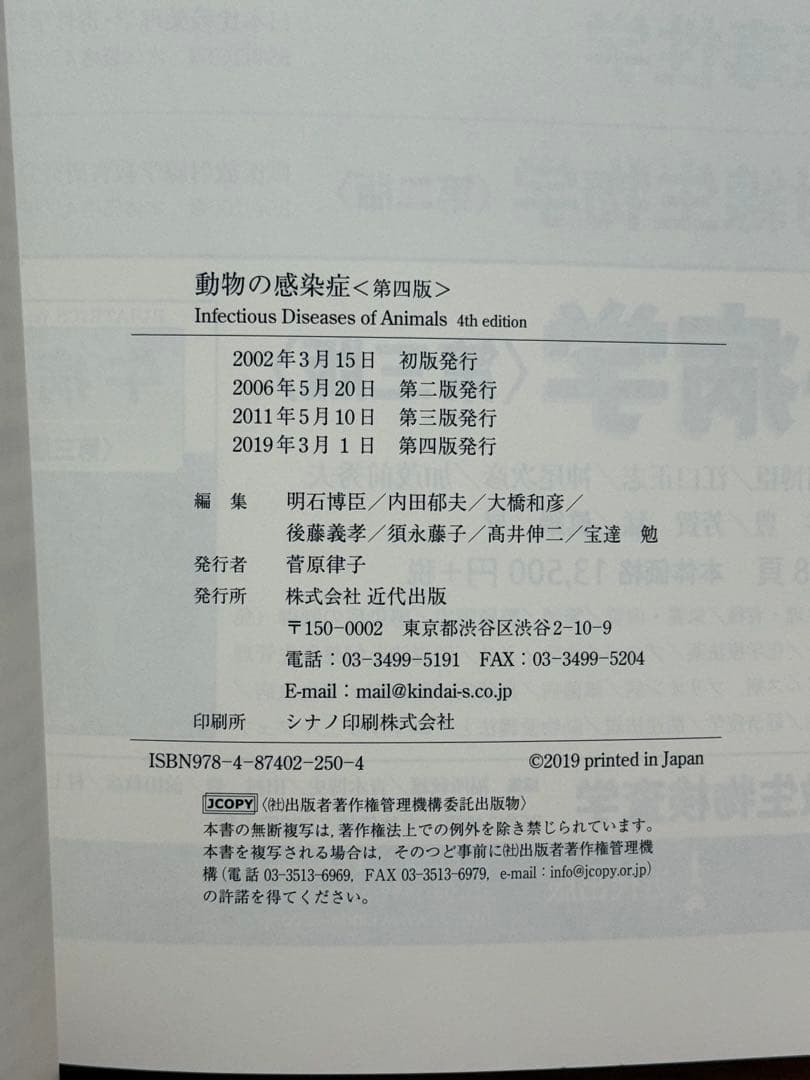 動物の感染症＜第四版＞
Infectious Diseases of Animals 4th edition
2002年3月15日 初版発行
2006年5月20日 第二版発行
2011年5月10日 第三版発行
2019年3月1日 第四版発行
編 集 明石博臣／内田郁夫／大橋和彦／
後藤義孝／須永藤子／髙井伸二／宝達 勉
発行者 菅原律子
発行所 株式会社 近代出版
〒150-0002 東京都渋谷区渋谷2-10-9
電話：03-3499-5191 FAX：03-3499-5204
E-mail：mail@kindai-s.co.jp
印刷所 シナノ印刷株式会社
ISBN978-4-87402-250-4 ©2019 printed in Japan
JCOPY〈㈳出版者著作権管理機構委託出版物〉
本書の無断複写は，著作権法上での例外を除き禁じられています。
本書を複写される場合は，そのつど事前に㈳出版者著作権管理機
構（電話 03-3513-6969，FAX 03-3513-6979，e-mail：info@jcopy.or.jp）
の許諾を得てください。